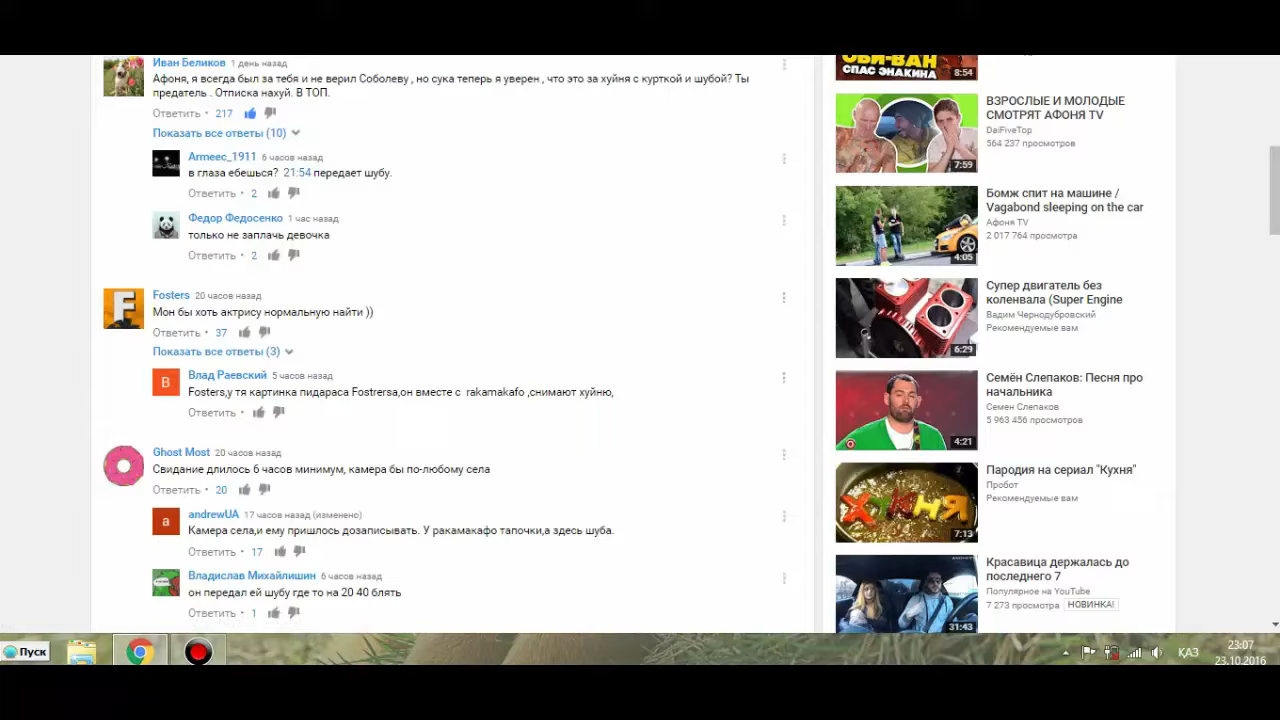 Иван Беликов 1 день назад
Афоня, я всегда был за тебя и не верил Соболеву , но сука теперь я уверен , что это за хуйня с курткой и шубой? Ты
предатель . Отписка нахуй. В ТОП.
Ответить · 217
Показать все ответы (10)
Armeec_1911 6 часов назад
в глаза ебешься? 21:54 передает шубу.
Ответить · 2
Федор Федосенко 1 час назад
только не заплачь девочка
Ответить · 2
Fosters 20 часов назад
Мон бы хоть актрису нормальную найти ))
Ответить · 37
Показать все ответы (3)
В
Влад Раевский 5 часов назад
Fosters,у тя картинка пидараса Fostrersa,он вместе с rakamakafo ,снимают хуйню,
Ответить ·
Ghost Most 20 часов назад
Свидание длилось 6 часов минимум, камера бы по-любому села
Ответить · 20
a
andrewUA 17 часов назад (изменено)
Камера села,и ему пришлось дозаписывать. У ракамакафо тапочки,а здесь шуба.
Ответить · 17
Владислав Михайлишин 6 часов назад
он передал ей шубу где то на 20 40 блять
Ответить · 1
ОБИ-ВАН
СПАС ЭНАКИНА
8:54
ВЗРОСЛЫЕ И МОЛОДЫЕ
СМОТРЯТ АФОНЯ TV
DaiFiveTop
564 237 просмотров
7:59
Бомж спит на машине /
Vagabond sleeping on the car
Афоня TV
2 017 764 просмотра
4:05
Супер двигатель без
коленвала (Super Engine
Вадим Чернодубровский
Рекомендуемые вам
6:29
Семён Слепаков: Песня про
начальника
Семен Слепаков
5 963 456 просмотров
4:21
Пародия на сериал "Кухня"
Пробот
Рекомендуемые вам
7:13
Красавица держалась до
последнего 7
Популярное на YouTube
7 273 просмотра НОВИНКА!
31:43
Пуск
ҚАЗ
23:07
23.10.2016